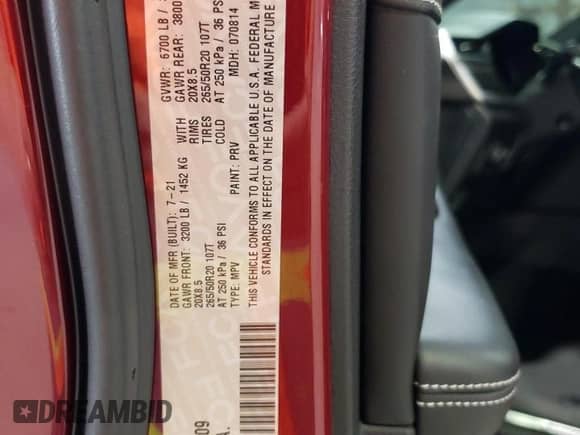 DATE OF MFR (BUILT): 7-21 GVWR: 6700 LB /
GAWR FRONT: 3200 LB / 1452 KG WITH GAWR REAR: 3800
20X8.5 RIMS 20X8.5
265/50R20 107T TIRES 265/50R20 107T
AT 250 kPa / 36 PSI COLD AT 250 kPa / 36 PSI
TYPE: MPV PAINT: PRV MDH: 070814
THIS VEHICLE CONFORMS TO ALL APPLICABLE U.S.A. FEDERAL M
STANDARDS IN EFFECT ON THE DATE OF MANUFACTURE
09
A.
DREAMBID